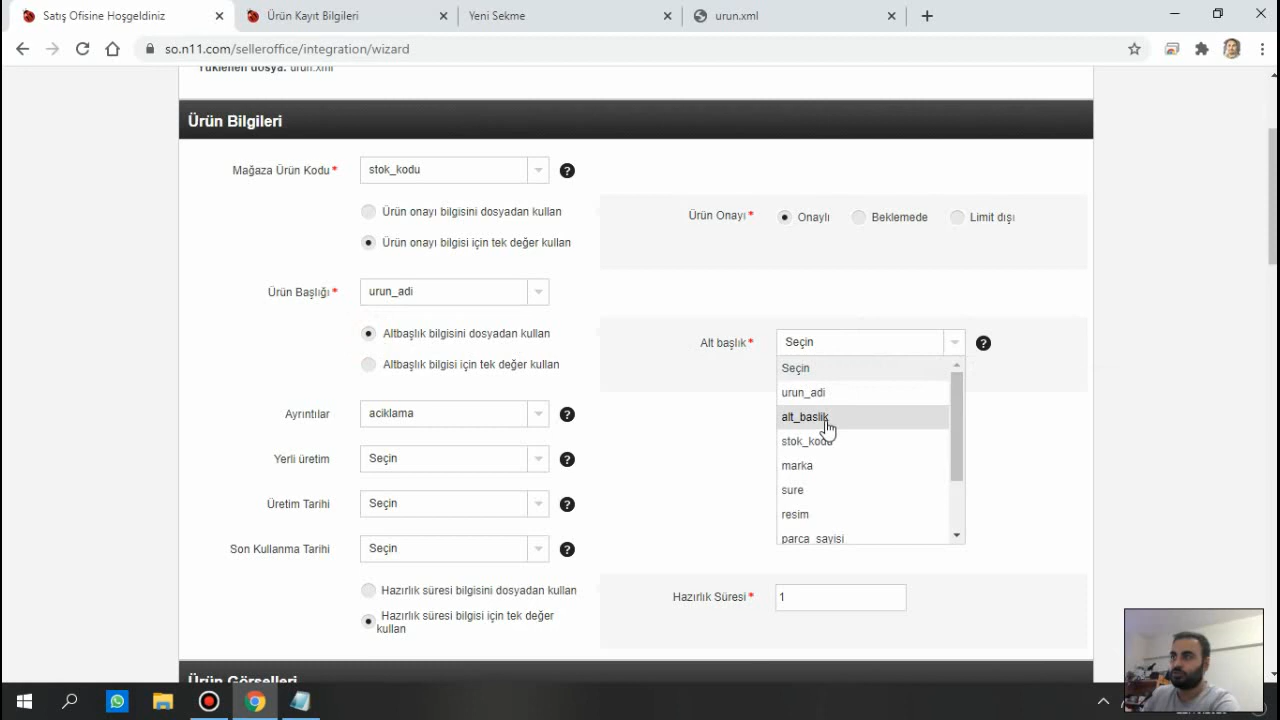 Satış Ofisine Hoşgeldiniz
Ürün Kayıt Bilgileri
Yeni Sekme
urun.xml
so.n11.com/selleroffice/integration/wizard
Yüklenen dosya: urun.xml
Ürün Bilgileri
Mağaza Ürün Kodu*
stok_kodu
?
Ürün onayı bilgisini dosyadan kullan
Ürün onayı bilgisi için tek değer kullan
Ürün Onayı*
Onaylı
Beklemede
Limit dışı
Ürün Başlığı*
urun_adi
Altbaşlık bilgisini dosyadan kullan
Altbaşlık bilgisi için tek değer kullan
Alt başlık*
Seçin
?
Seçin
urun_adi
alt_baslik
stok_kodu
marka
sure
resim
parca_sayisi
Ayrıntılar
aciklama
?
Yerli üretim
Seçin
?
Üretim Tarihi
Seçin
?
Son Kullanma Tarihi
Seçin
?
Hazırlık süresi bilgisini dosyadan kullan
Hazırlık süresi bilgisi için tek değer
kullan
Hazırlık Süresi*
1
Ürün Görselleri